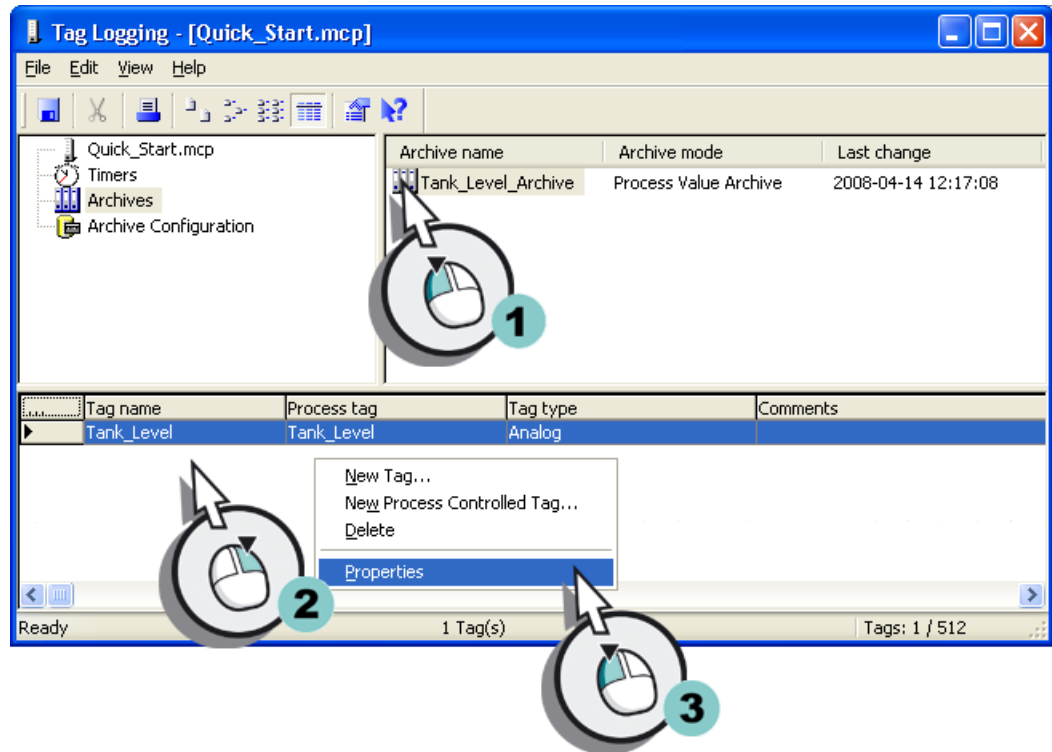 Tag Logging - [Quick_Start.mcp]
File Edit View Help
Quick_Start.mcp
Timers
Archives
Archive Configuration
Archive name Archive mode Last change
Tank_Level_Archive Process Value Archive 2008-04-14 12:17:08
1
Tag name Process tag Tag type Comments
Tank_Level Tank_Level Analog
New Tag...
New Process Controlled Tag...
Delete
Properties
2
Ready 1 Tag(s) Tags: 1 / 512
3